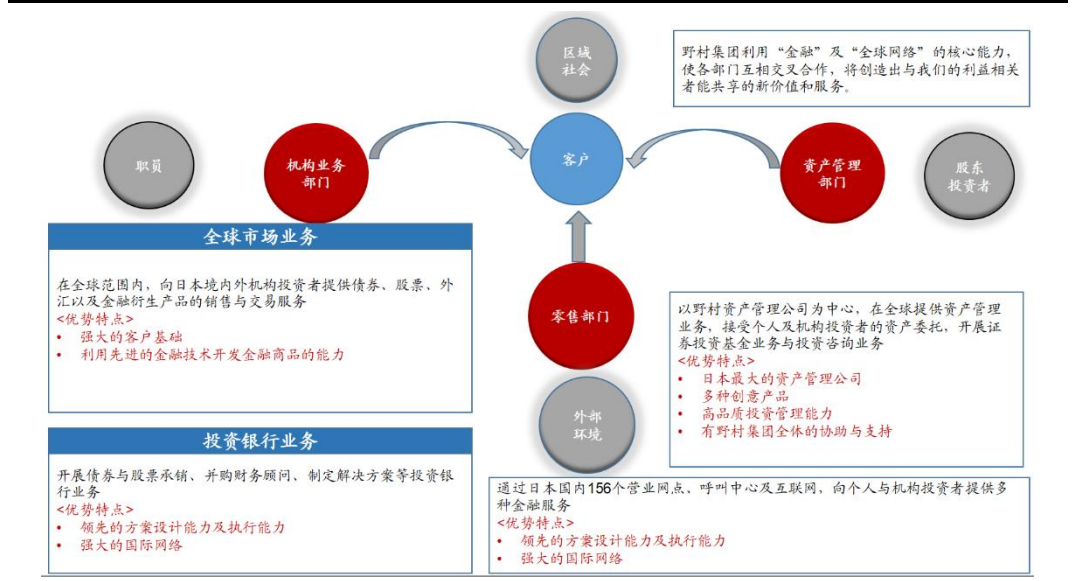 区域
社会
野村集团利用“金融”及“全球网络”的核心能力,
使各部门互相交叉合作,将创造出与我们的利益相关
者能共享的新价值和服务。
职员
机构业务
部门
客户
资产管理
部门
股东
投资者
全球市场业务
在全球范围内,向日本境内外机构投资者提供债券、股票、外
汇以及金融衍生产品的销售与交易服务
<优势特点>
• 强大的客户基础
• 利用先进的金融技术开发金融商品的能力
零售部门
以野村资产管理公司为中心,在全球提供资产管理
业务,接受个人及机构投资者的资产委托,开展证
券投资基金业务与投资咨询业务
<优势特点>
• 日本最大的资产管理公司
• 多种创意产品
• 高品质投资管理能力
• 有野村集团全体的协助与支持
外部
环境
投资银行业务
开展债券与股票承销、并购财务顾问、制定解决方案等投资银
行业务
<优势特点>
• 领先的方案设计能力及执行能力
• 强大的国际网络
通过日本国内156个营业网点、呼叫中心及互联网,向个人与机构投资者提供多
种金融服务
<优势特点>
• 领先的方案设计能力及执行能力
• 强大的国际网络